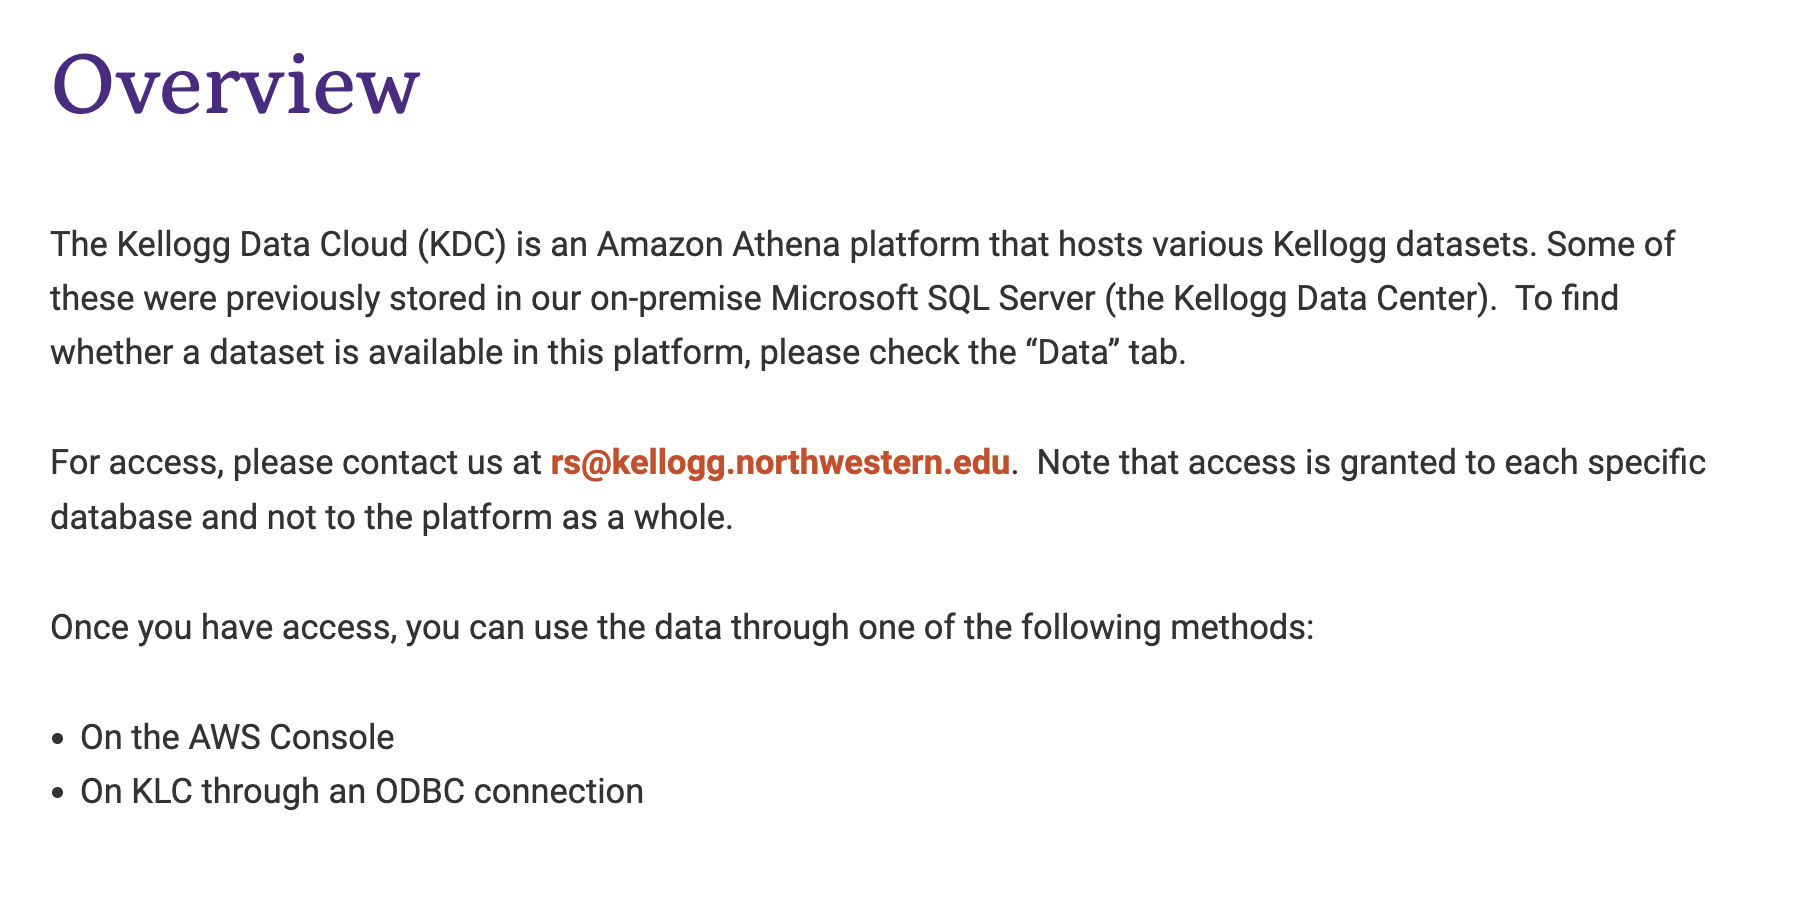 Overview
The Kellogg Data Cloud (KDC) is an Amazon Athena platform that hosts various Kellogg datasets. Some of
these were previously stored in our on-premise Microsoft SQL Server (the Kellogg Data Center).  To find
whether a dataset is available in this platform, please check the “Data” tab.
For access, please contact us at rs@kellogg.northwestern.edu.  Note that access is granted to each specific
database and not to the platform as a whole.
Once you have access, you can use the data through one of the following methods:
• On the AWS Console
• On KLC through an ODBC connection